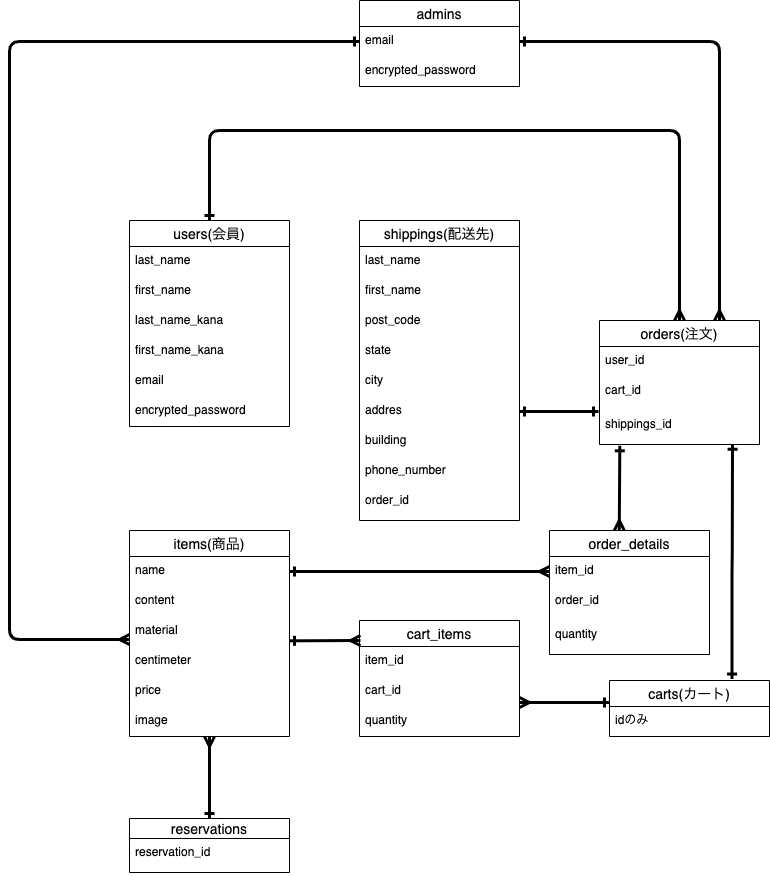 admins
email
encrypted_password
users(会員)
last_name
first_name
last_name_kana
first_name_kana
email
encrypted_password
shippings(配送先)
last_name
first_name
post_code
state
city
addres
building
phone_number
order_id
orders(注文)
user_id
cart_id
shippings_id
items(商品)
name
content
material
centimeter
price
image
order_details
item_id
order_id
quantity
cart_items
item_id
cart_id
quantity
carts(カート)
idのみ
reservations
reservation_id